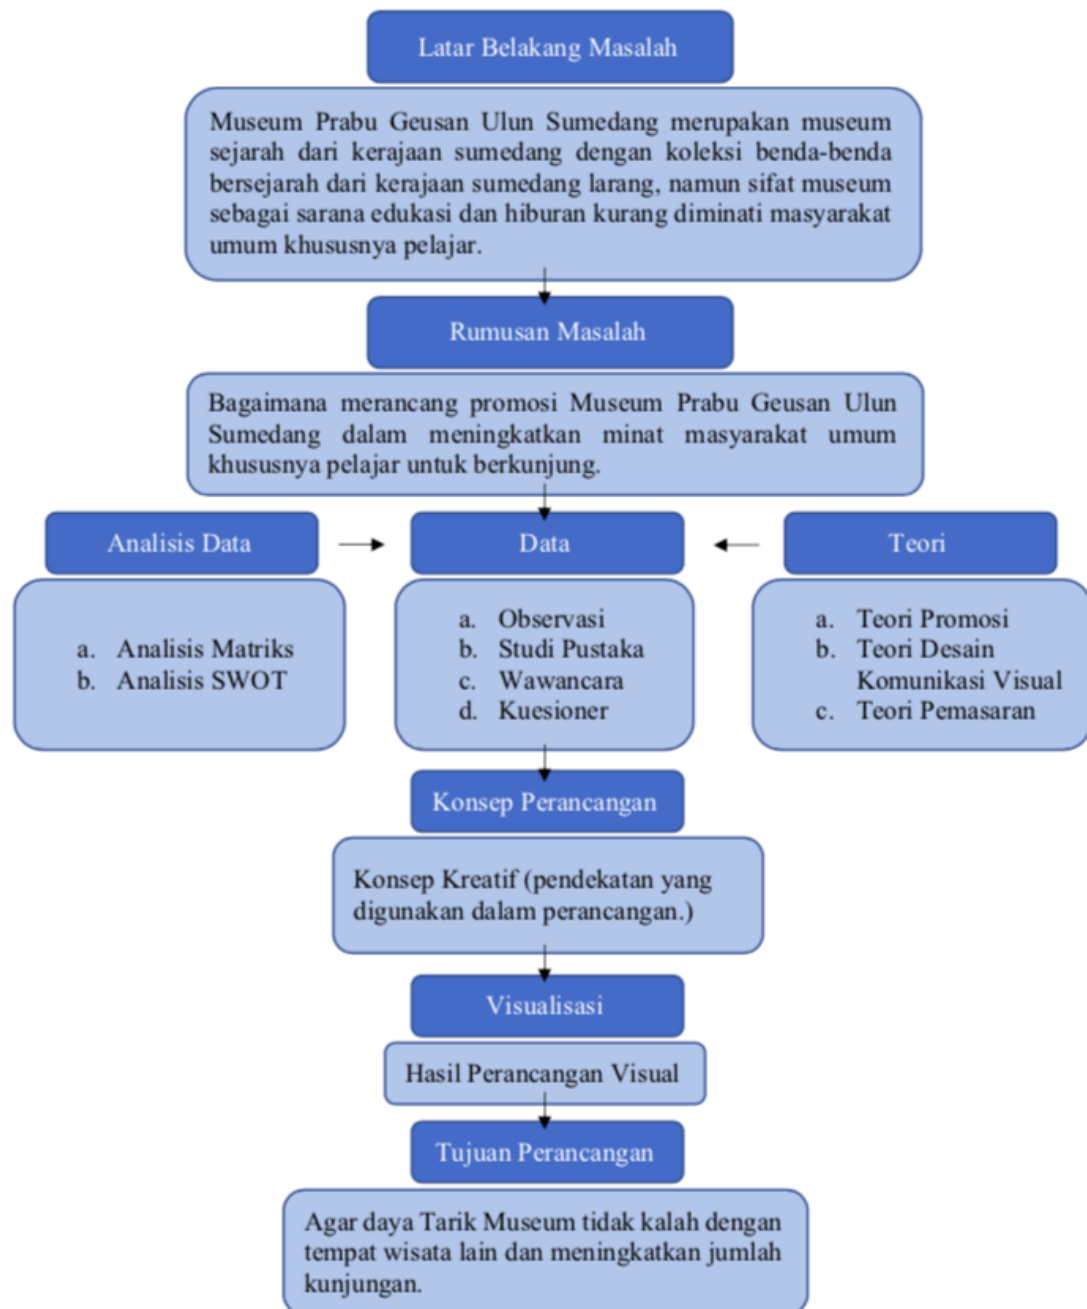 Latar Belakang Masalah
Museum Prabu Geusan Ulun Sumedang merupakan museum
sejarah dari kerajaan sumedang dengan koleksi benda-benda
bersejarah dari kerajaan sumedang larang, namun sifat museum
sebagai sarana edukasi dan hiburan kurang diminati masyarakat
umum khususnya pelajar.
Rumusan Masalah
Bagaimana merancang promosi Museum Prabu Geusan Ulun
Sumedang dalam meningkatkan minat masyarakat umum
khususnya pelajar untuk berkunjung.
Analisis Data
a. Analisis Matriks
b. Analisis SWOT
Data
a. Observasi
b. Studi Pustaka
c. Wawancara
d. Kuesioner
Teori
a. Teori Promosi
b. Teori Desain
Komunikasi Visual
c. Teori Pemasaran
Konsep Perancangan
Konsep Kreatif (pendekatan yang
digunakan dalam perancangan.)
Visualisasi
Hasil Perancangan Visual
Tujuan Perancangan
Agar daya Tarik Museum tidak kalah dengan
tempat wisata lain dan meningkatkan jumlah
kunjungan.